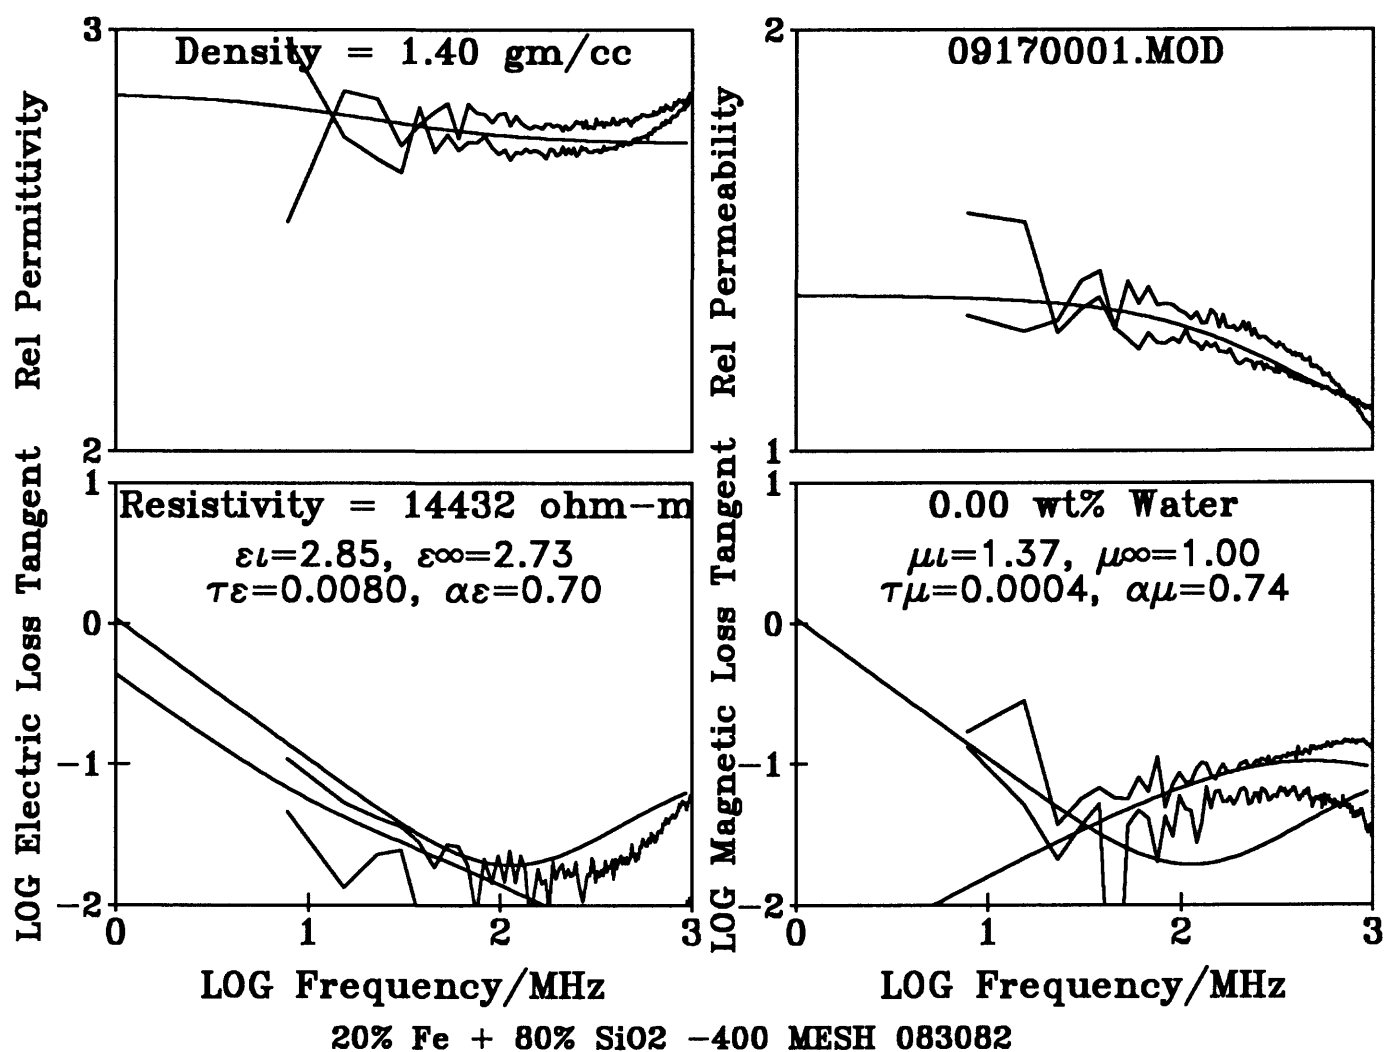 3
Density = 1.40 gm/cc
Rel Permittivity
2
2
09170001.MOD
Rel Permeability
1
1
Resistivity = 14432 ohm-m
ει=2.85, ε∞=2.73
τε=0.0080, αε=0.70
LOG Electric Loss Tangent
0
-1
-2
0 1 2 3
LOG Frequency/MHz
1
0.00 wt% Water
μι=1.37, μ∞=1.00
τμ=0.0004, αμ=0.74
LOG Magnetic Loss Tangent
0
-1
-2
0 1 2 3
LOG Frequency/MHz
20% Fe + 80% SiO2 -400 MESH 083082